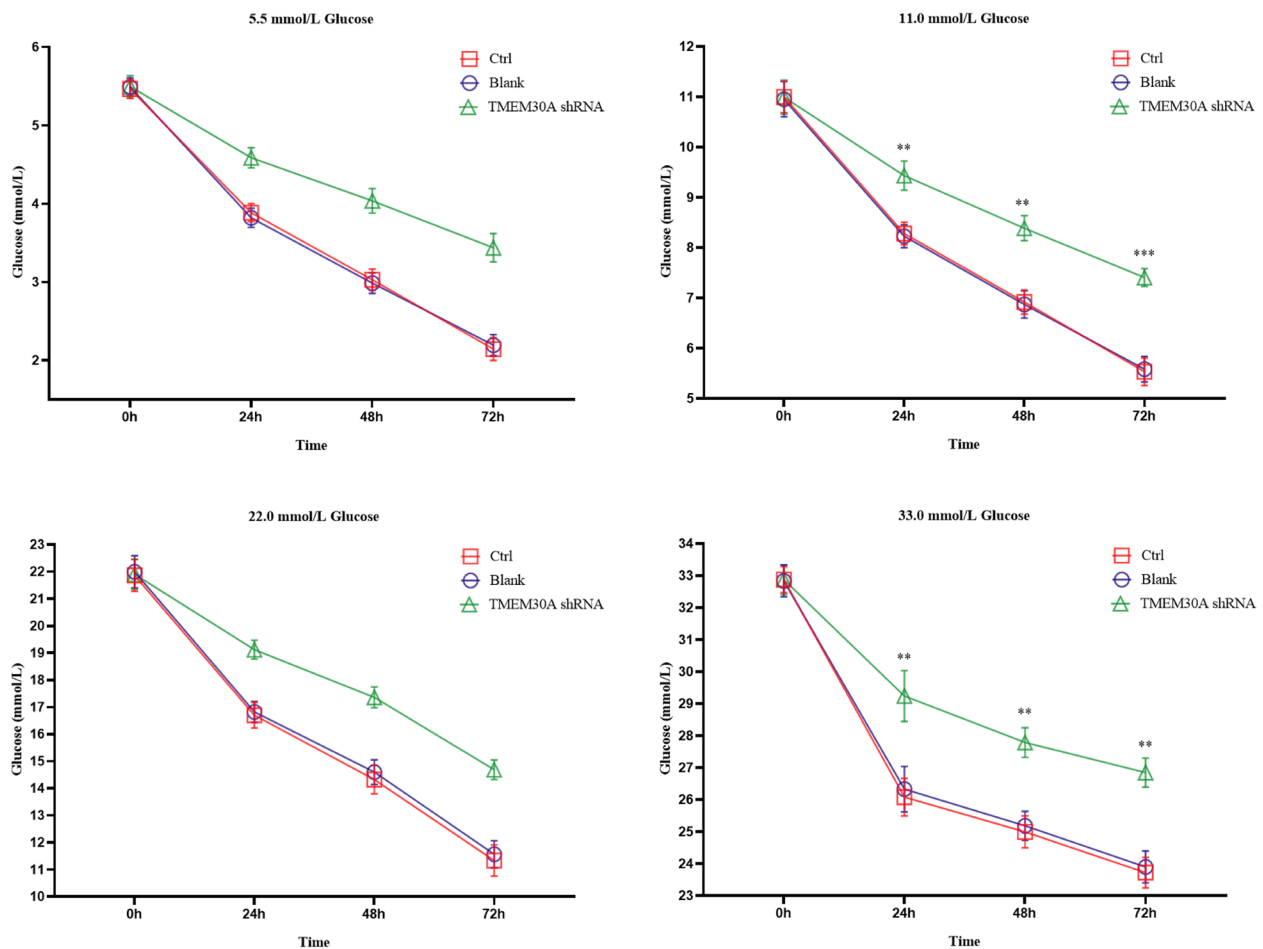 5.5 mmol/L Glucose
Glucose (mmol/L)
6
5
4
3
2
0h 24h 48h 72h
Time
Ctrl
Blank
TMEM30A shRNA
11.0 mmol/L Glucose
Glucose (mmol/L)
12
11
10
9
8
7
6
5
0h 24h 48h 72h
Time
Ctrl
Blank
TMEM30A shRNA
**
**
***
22.0 mmol/L Glucose
Glucose (mmol/L)
23
22
21
20
19
18
17
16
15
14
13
12
11
10
0h 24h 48h 72h
Time
Ctrl
Blank
TMEM30A shRNA
33.0 mmol/L Glucose
Glucose (mmol/L)
34
33
32
31
30
29
28
27
26
25
24
23
0h 24h 48h 72h
Time
Ctrl
Blank
TMEM30A shRNA
**
**
**